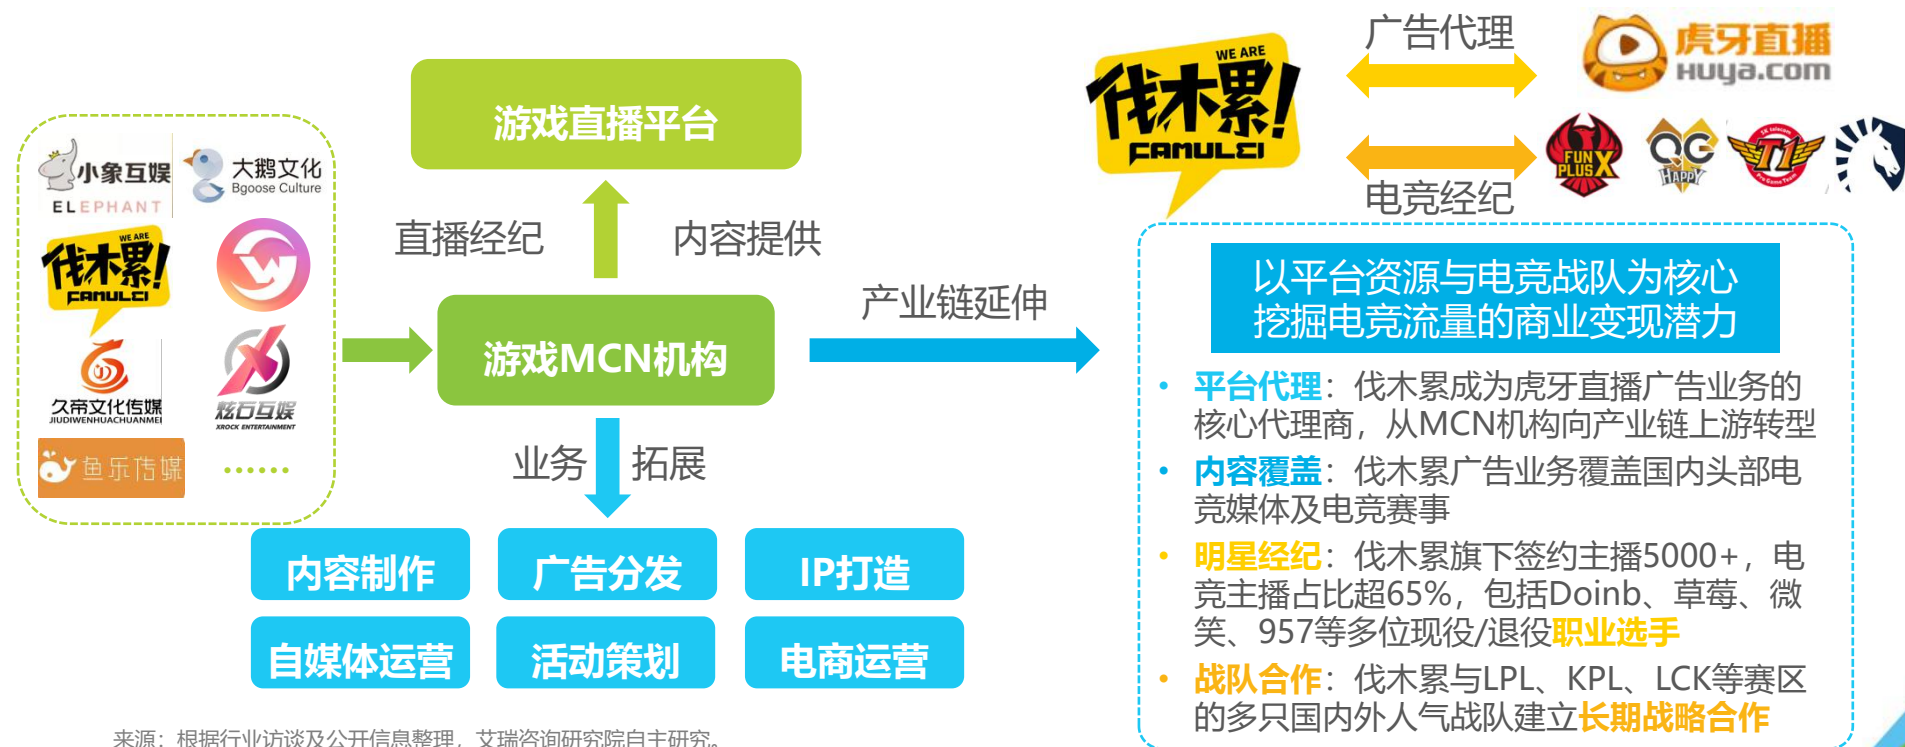 小象互娱
ELEPHANT
大鹅文化
Bgoose Culture
WE ARE
伐木累!
FAMULEI
久帝文化传媒
JIUDIWENHUACHUANMEI
炫石互娱
XROCK ENTERTAINMENT
鱼乐传媒
……
游戏直播平台
直播经纪
内容提供
游戏MCN机构
产业链延伸
业务
拓展
内容制作
广告分发
IP打造
自媒体运营
活动策划
电商运营
WE ARE
伐木累!
FAMULEI
广告代理
虎牙直播
HUYA.com
电竞经纪
FUN
PLUS X
QG
HAPPY
SK telecom
T1
Pro Game Team
以平台资源与电竞战队为核心
挖掘电竞流量的商业变现潜力
• 平台代理：伐木累成为虎牙直播广告业务的
核心代理商，从MCN机构向产业链上游转型
• 内容覆盖：伐木累广告业务覆盖国内头部电
竞媒体及电竞赛事
• 明星经纪：伐木累旗下签约主播5000+，电
竞主播占比超65%，包括Doinb、草莓、微
笑、957等多位现役/退役职业选手
• 战队合作：伐木累与LPL、KPL、LCK等赛区
的多只国内外人气战队建立长期战略合作
来源：根据行业访谈及公开信息整理，艾瑞咨询研究院自主研究。